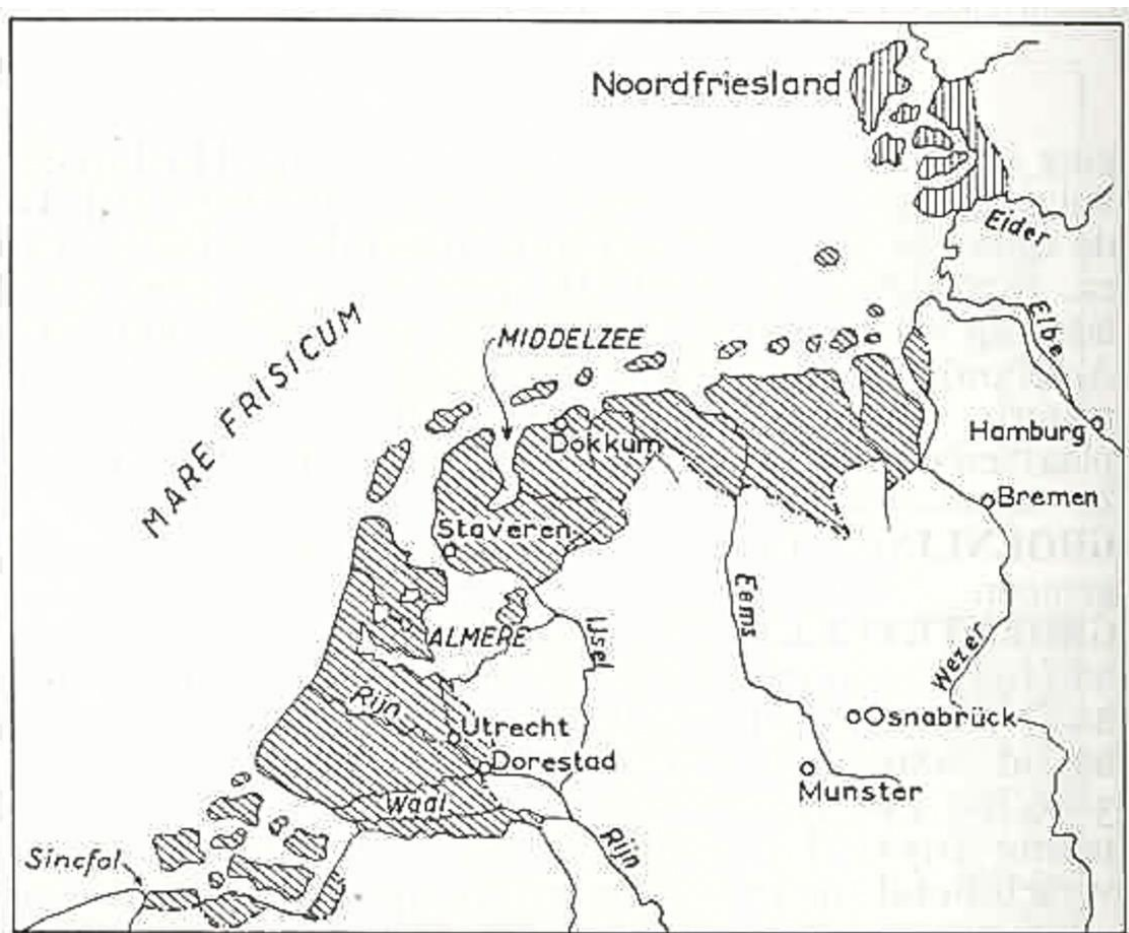 Noordfriesland
Eider
Elbe
MIDDELZEE
MARE FRISICUM
Dokkum
Hamburg
Bremen
Staveren
Eems
ALMERE
IJsel
Wezer
Rijn
Utrecht
Osnabrück
Dorestad
Munster
Waal
Rijn
Sincfal